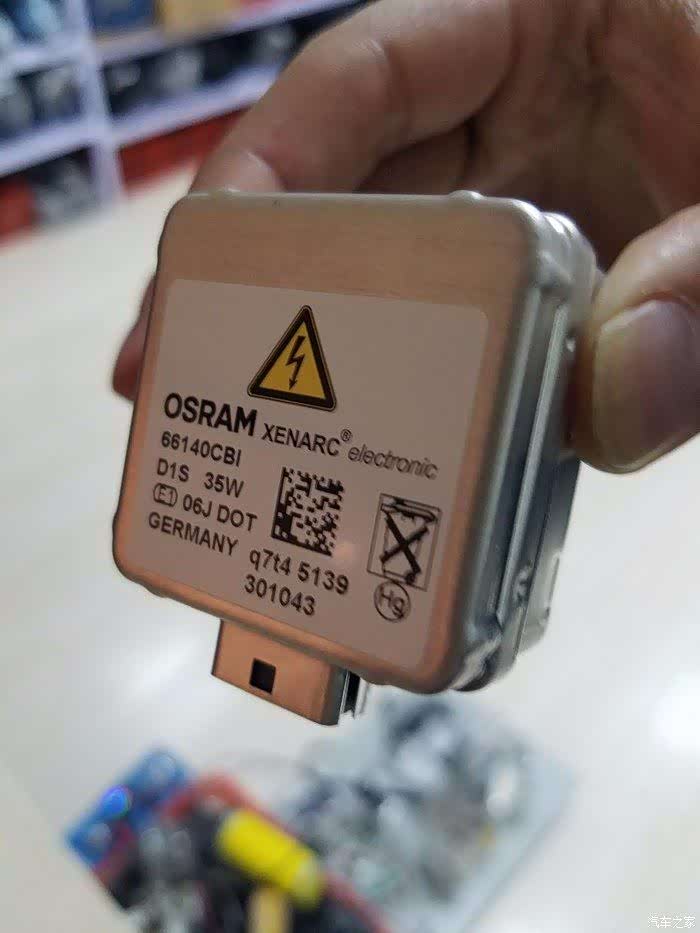 OSRAM XENARC® electronic
66140CBI
D1S 35W
E1 06J DOT
GERMANY q7t4 5139
301043
Hg
汽车之家